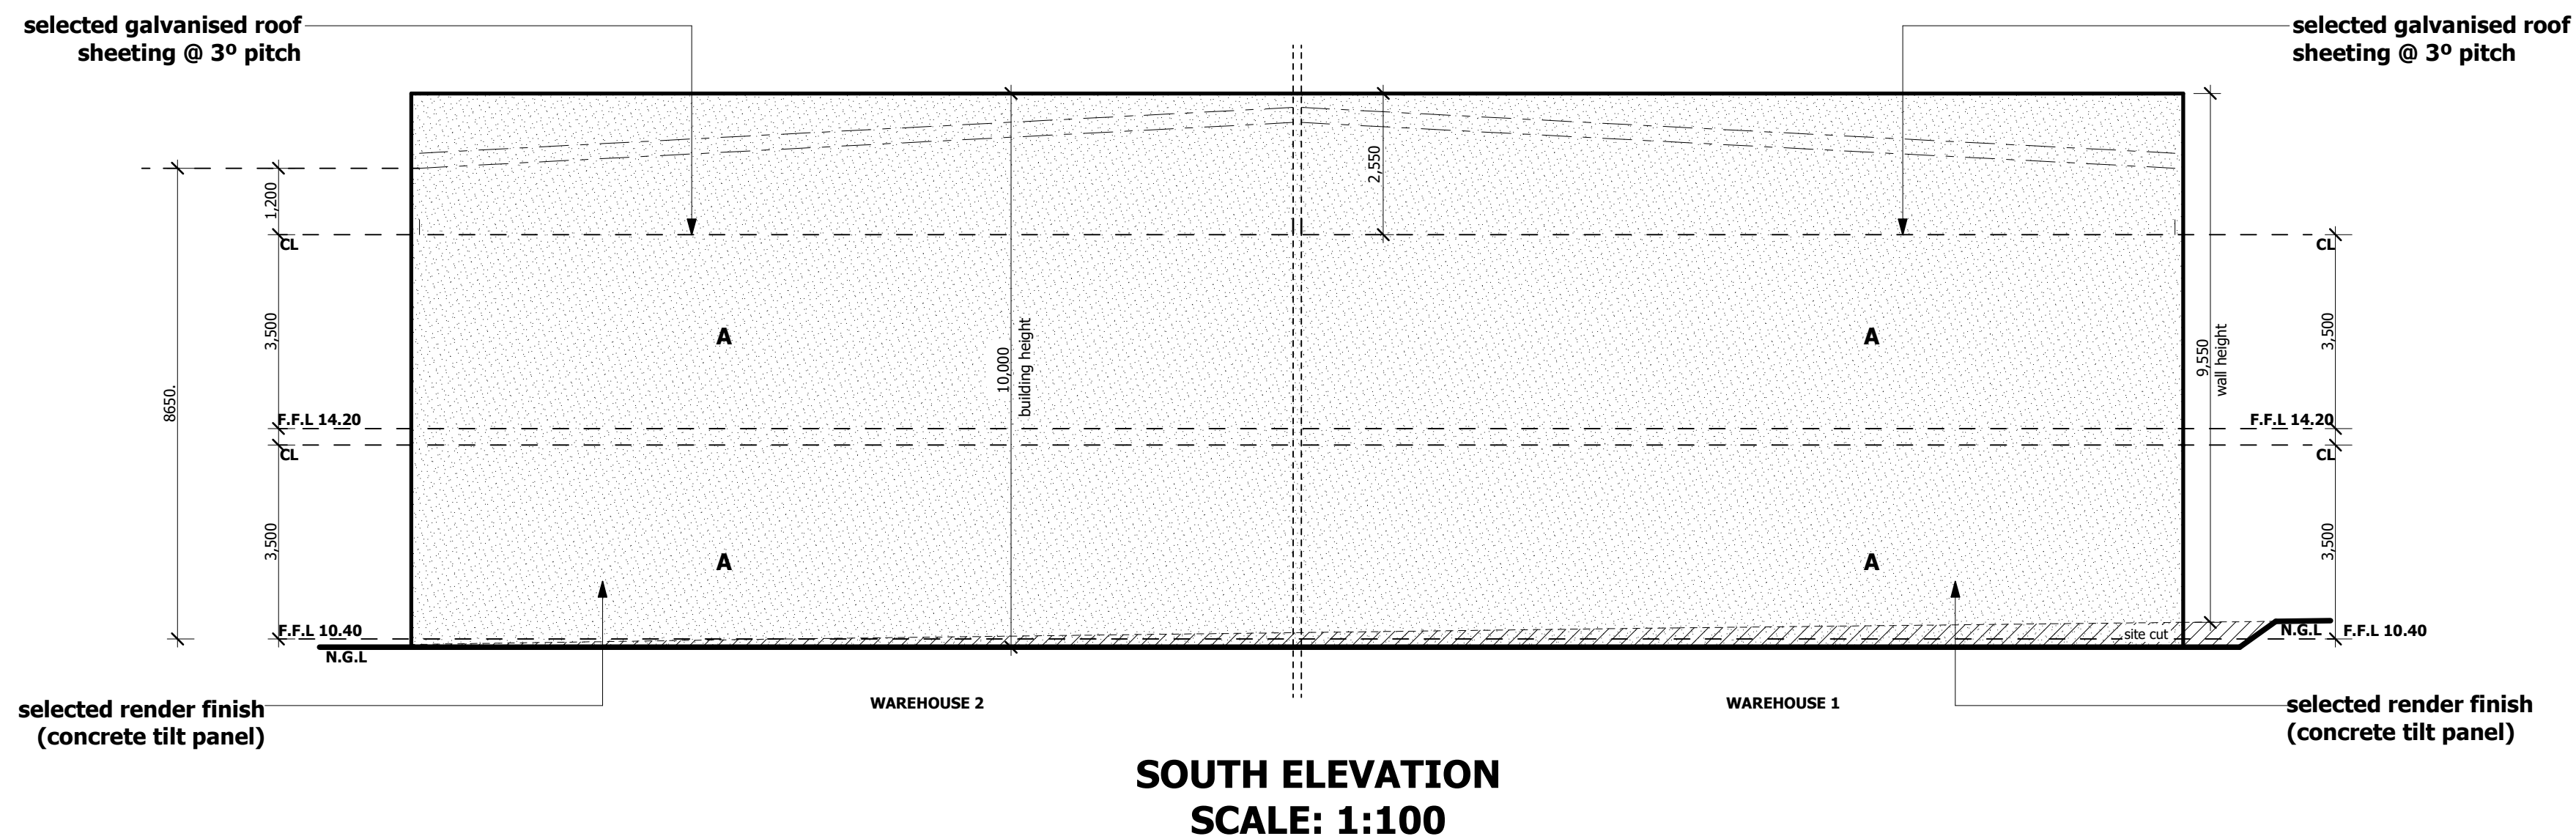 selected galvanised roof
sheeting @ 3º pitch
selected galvanised roof
sheeting @ 3º pitch
1,200
2,550
CL
CL
3,500
A
10,000
building height
A
9,550
wall height
3,500
8650.
F.F.L 14.20
F.F.L 14.20
CL
CL
3,500
A
A
3,500
F.F.L 10.40
site cut
N.G.L
F.F.L 10.40
N.G.L
selected render finish
(concrete tilt panel)
WAREHOUSE 2
WAREHOUSE 1
selected render finish
(concrete tilt panel)
SOUTH ELEVATION
SCALE: 1:100